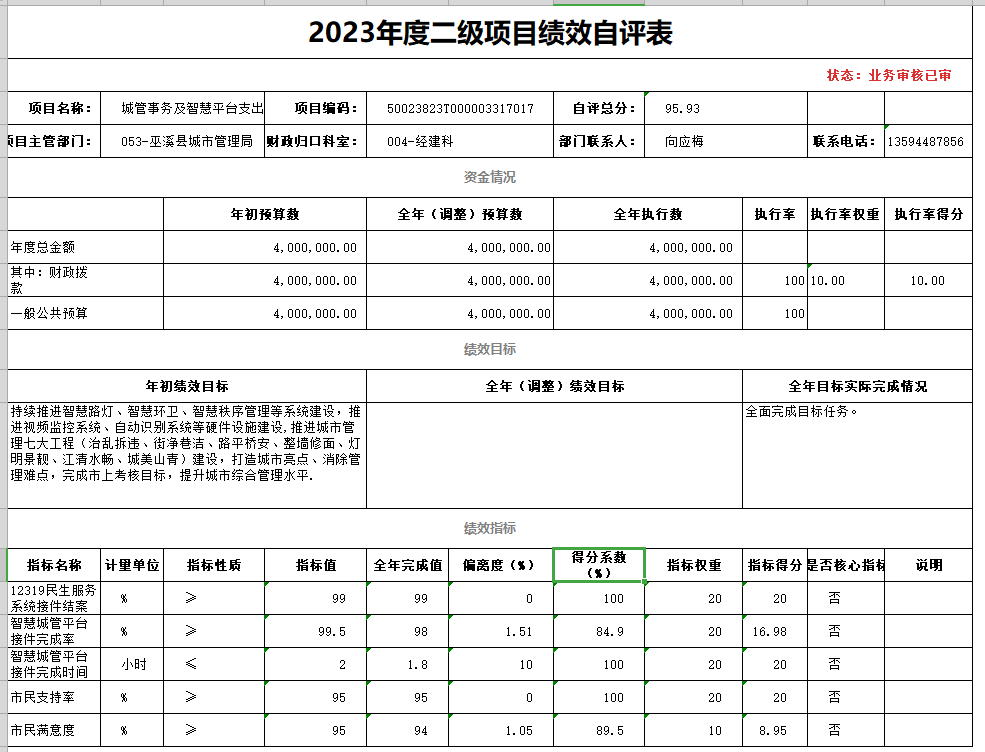 2023年度二级项目绩效自评表
状态：业务审核已审
项目名称： 城管事务及智慧平台支出 项目编码： 50023823T000003317017 自评总分： 95.93
项目主管部门： 053-巫溪县城市管理局 财政归口科室： 004-经建科 部门联系人： 向应梅 联系电话： 13594487856
资金情况
年初预算数 全年（调整）预算数 全年执行数 执行率 执行率权重 执行率得分
年度总金额 4,000,000.00 4,000,000.00 4,000,000.00
其中：财政拨
款 4,000,000.00 4,000,000.00 4,000,000.00 100 10.00 10.00
一般公共预算 4,000,000.00 4,000,000.00 4,000,000.00 100
绩效目标
年初绩效目标 全年（调整）绩效目标 全年目标实际完成情况
持续推进智慧路灯、智慧环卫、智慧秩序管理等系统建设，推 全面完成目标任务。
进视频监控系统、自动识别系统等硬件设施建设,推进城市管
理七大工程（治乱拆违、街净巷洁、路平桥安、整墙修面、灯
明景靓、江清水畅、城美山青）建设，打造城市亮点、消除管
理难点，完成市上考核目标，提升城市综合管理水平.
绩效指标
指标名称 计量单位 指标性质 指标值 全年完成值 偏离度（%） 得分系数
（%） 指标权重 指标得分 是否核心指标 说明
12319民生服务
系统接件结案 % ≥ 99 99 0 100 20 20 否
智慧城管平台
接件完成率 % ≥ 99.5 98 1.51 84.9 20 16.98 否
智慧城管平台
接件完成时间 小时 ≤ 2 1.8 10 100 20 20 否
市民支持率 % ≥ 95 95 0 100 20 20 否
市民满意度 % ≥ 95 94 1.05 89.5 10 8.95 否